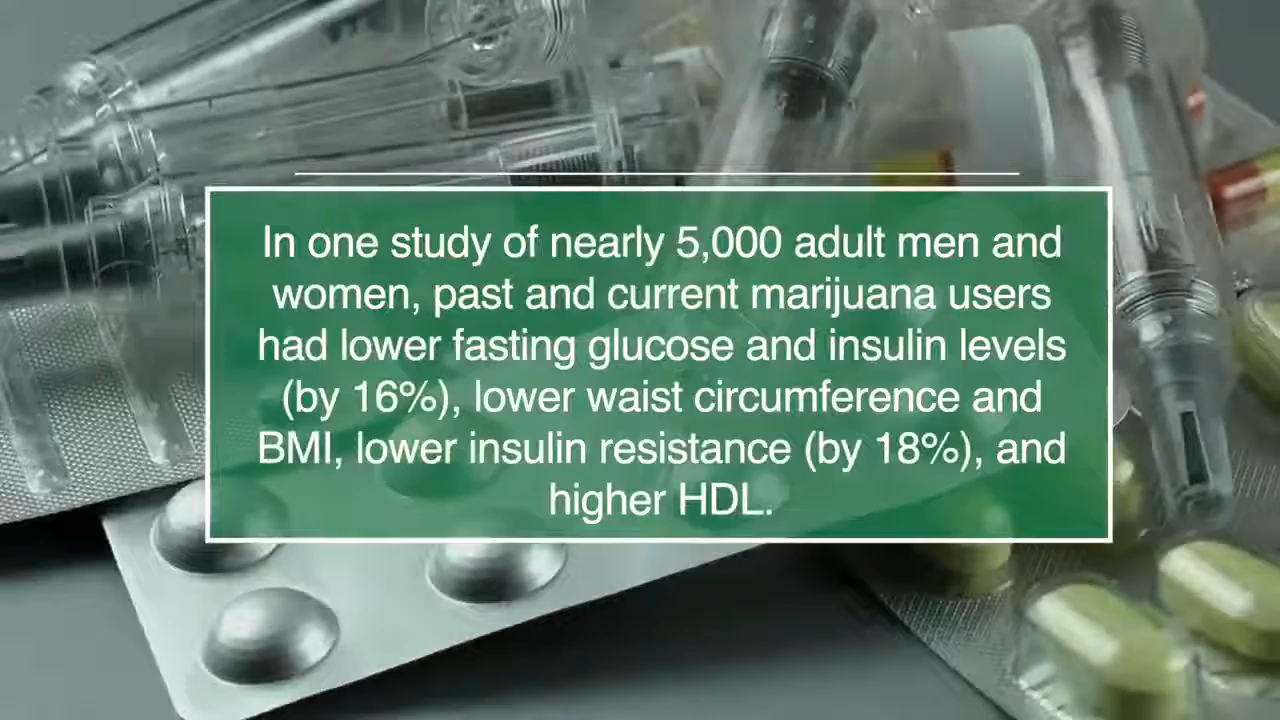 In one study of nearly 5,000 adult men and
women, past and current marijuana users
had lower fasting glucose and insulin levels
(by 16%), lower waist circumference and
BMI, lower insulin resistance (by 18%), and
higher HDL.